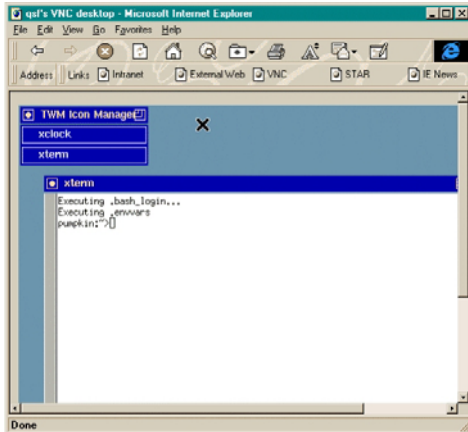 qsf's VNC desktop - Microsoft Internet Explorer
File Edit View Go Favorites Help
Address Links Intranet External Web VNC STAR IE News
TWM Icon Manager
xclock
xterm
xterm
Executing .bash_login...
Executing .envvars
pumpkin:~>
Done